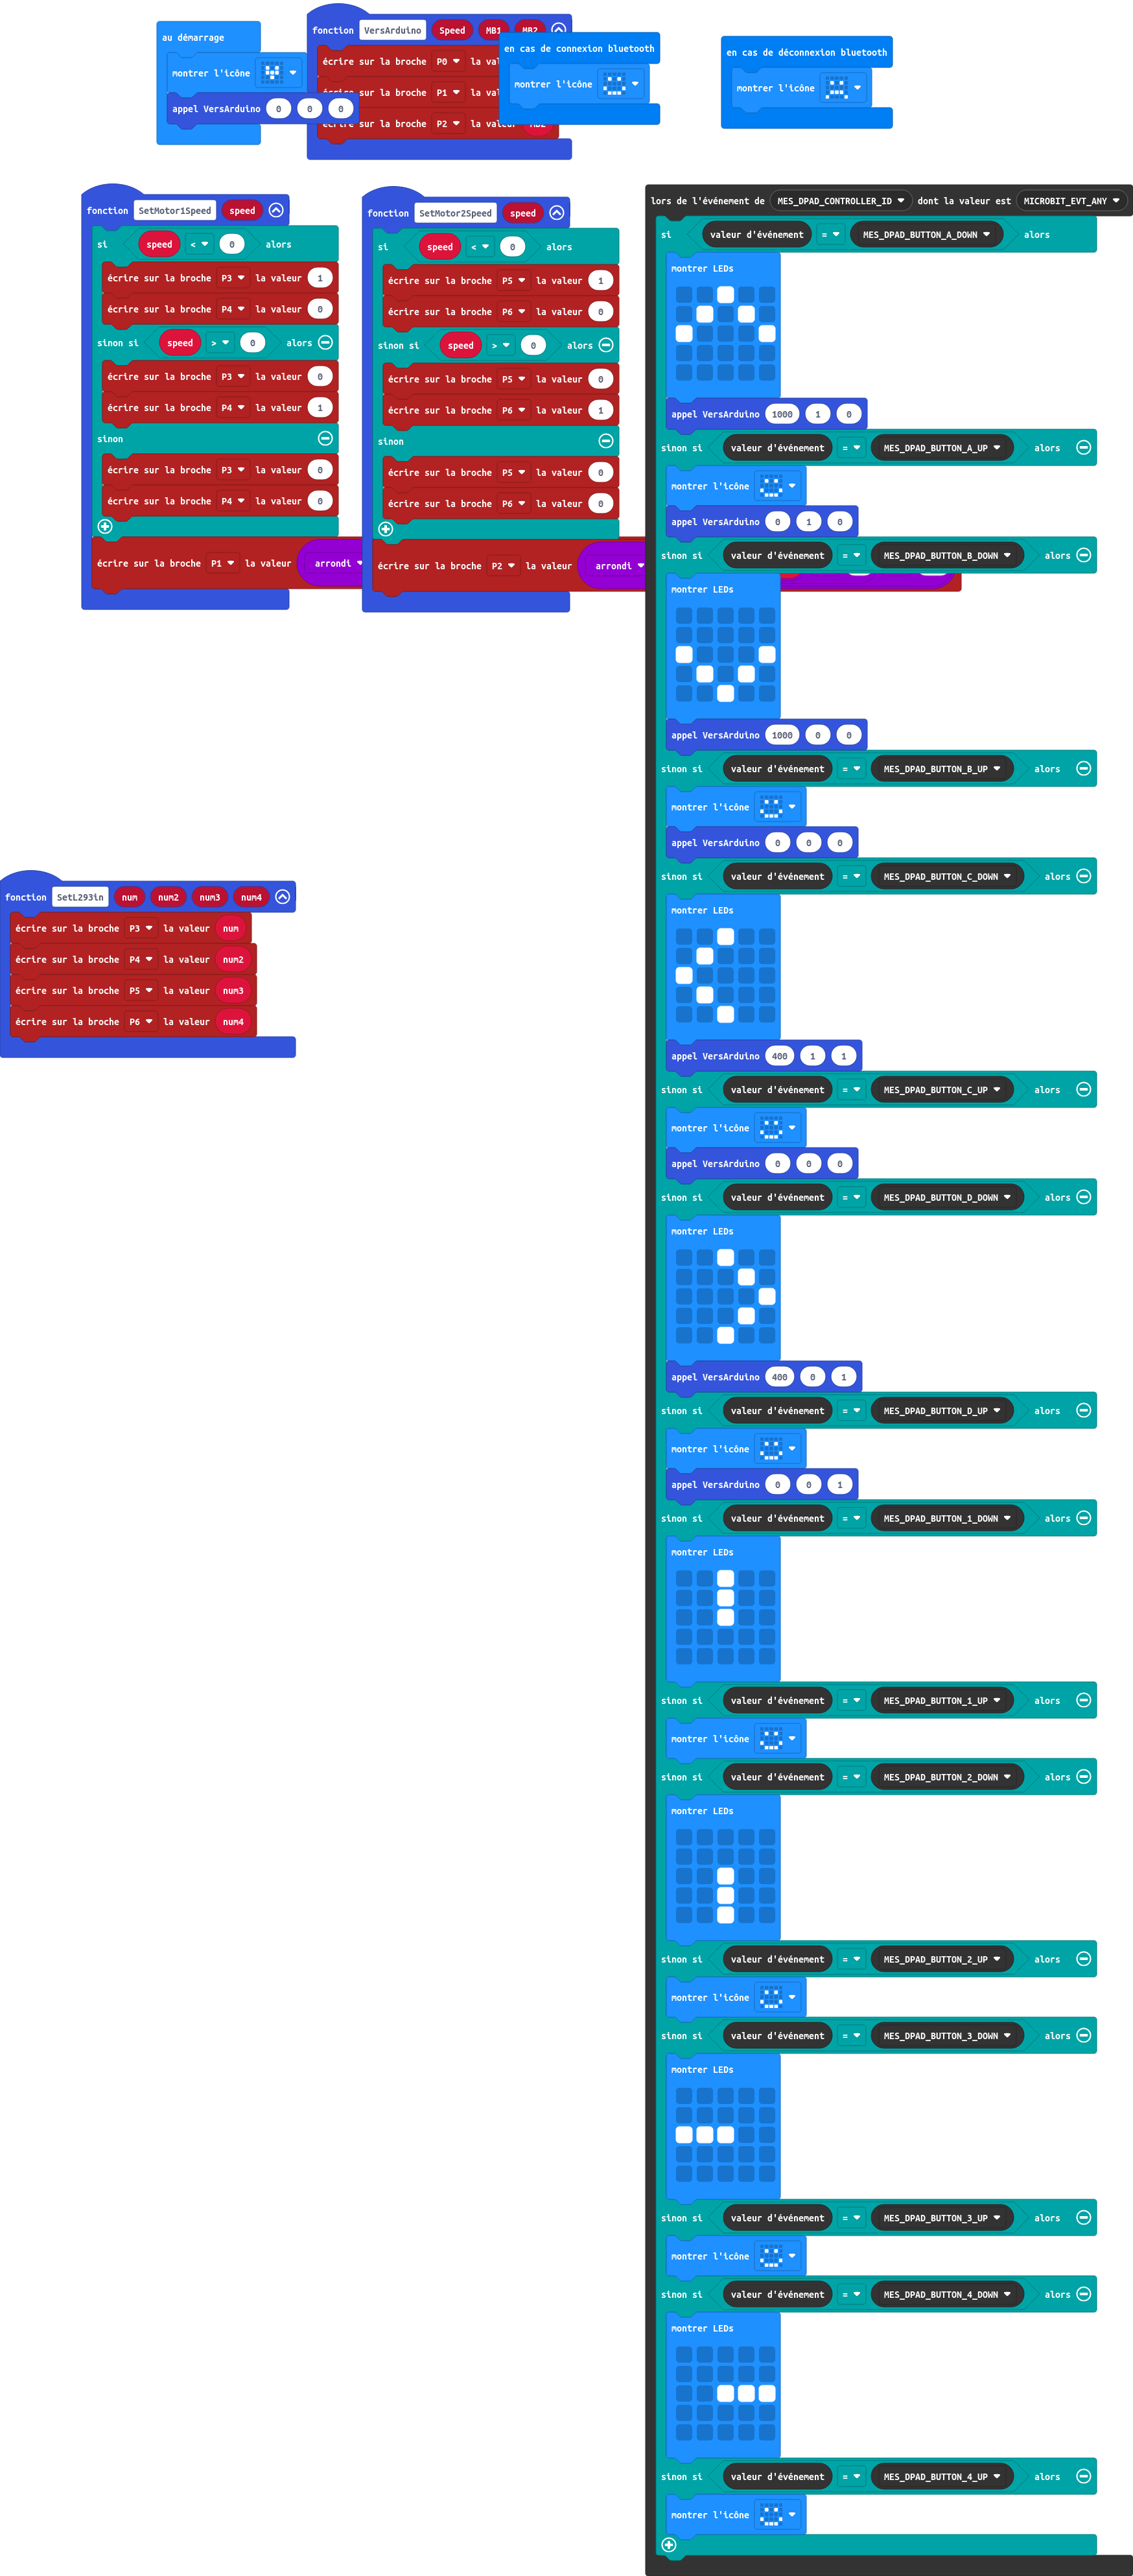 au démarrage
montrer l'icône
appel VersArduino 0 0 0
fonction VersArduino Speed MB1 MB2
écrire sur la broche P0 la
écrire sur la broche P1 la
écrire sur la broche P2 la valeur MB2
en cas de connexion bluetooth
montrer l'icône
en cas de déconnexion bluetooth
montrer l'icône
fonction SetMotor1Speed speed
si speed < 0 alors
écrire sur la broche P3 la valeur 1
écrire sur la broche P4 la valeur 0
sinon si speed > 0 alors
écrire sur la broche P3 la valeur 0
écrire sur la broche P4 la valeur 1
sinon
écrire sur la broche P3 la valeur 0
écrire sur la broche P4 la valeur 0
écrire sur la broche P1 la valeur arrondi
fonction SetMotor2Speed speed
si speed < 0 alors
écrire sur la broche P5 la valeur 1
écrire sur la broche P6 la valeur 0
sinon si speed > 0 alors
écrire sur la broche P5 la valeur 0
écrire sur la broche P6 la valeur 1
sinon
écrire sur la broche P5 la valeur 0
écrire sur la broche P6 la valeur 0
écrire sur la broche P2 la valeur arrondi
fonction SetL293in num num2 num3 num4
écrire sur la broche P3 la valeur num
écrire sur la broche P4 la valeur num2
écrire sur la broche P5 la valeur num3
écrire sur la broche P6 la valeur num4
lors de l'événement de MES_DPAD_CONTROLLER_ID dont la valeur est MICROBIT_EVT_ANY
si valeur d'événement = MES_DPAD_BUTTON_A_DOWN alors
montrer LEDs
appel VersArduino 1000 1 0
sinon si valeur d'événement = MES_DPAD_BUTTON_A_UP alors
montrer l'icône
appel VersArduino 0 1 0
sinon si valeur d'événement = MES_DPAD_BUTTON_B_DOWN alors
montrer LEDs
appel VersArduino 1000 0 0
sinon si valeur d'événement = MES_DPAD_BUTTON_B_UP alors
montrer l'icône
appel VersArduino 0 0 0
sinon si valeur d'événement = MES_DPAD_BUTTON_C_DOWN alors
montrer LEDs
appel VersArduino 400 1 1
sinon si valeur d'événement = MES_DPAD_BUTTON_C_UP alors
montrer l'icône
appel VersArduino 0 0 0
sinon si valeur d'événement = MES_DPAD_BUTTON_D_DOWN alors
montrer LEDs
appel VersArduino 400 0 1
sinon si valeur d'événement = MES_DPAD_BUTTON_D_UP alors
montrer l'icône
appel VersArduino 0 0 1
sinon si valeur d'événement = MES_DPAD_BUTTON_1_DOWN alors
montrer LEDs
sinon si valeur d'événement = MES_DPAD_BUTTON_1_UP alors
montrer l'icône
sinon si valeur d'événement = MES_DPAD_BUTTON_2_DOWN alors
montrer LEDs
sinon si valeur d'événement = MES_DPAD_BUTTON_2_UP alors
montrer l'icône
sinon si valeur d'événement = MES_DPAD_BUTTON_3_DOWN alors
montrer LEDs
sinon si valeur d'événement = MES_DPAD_BUTTON_3_UP alors
montrer l'icône
sinon si valeur d'événement = MES_DPAD_BUTTON_4_DOWN alors
montrer LEDs
sinon si valeur d'événement = MES_DPAD_BUTTON_4_UP alors
montrer l'icône